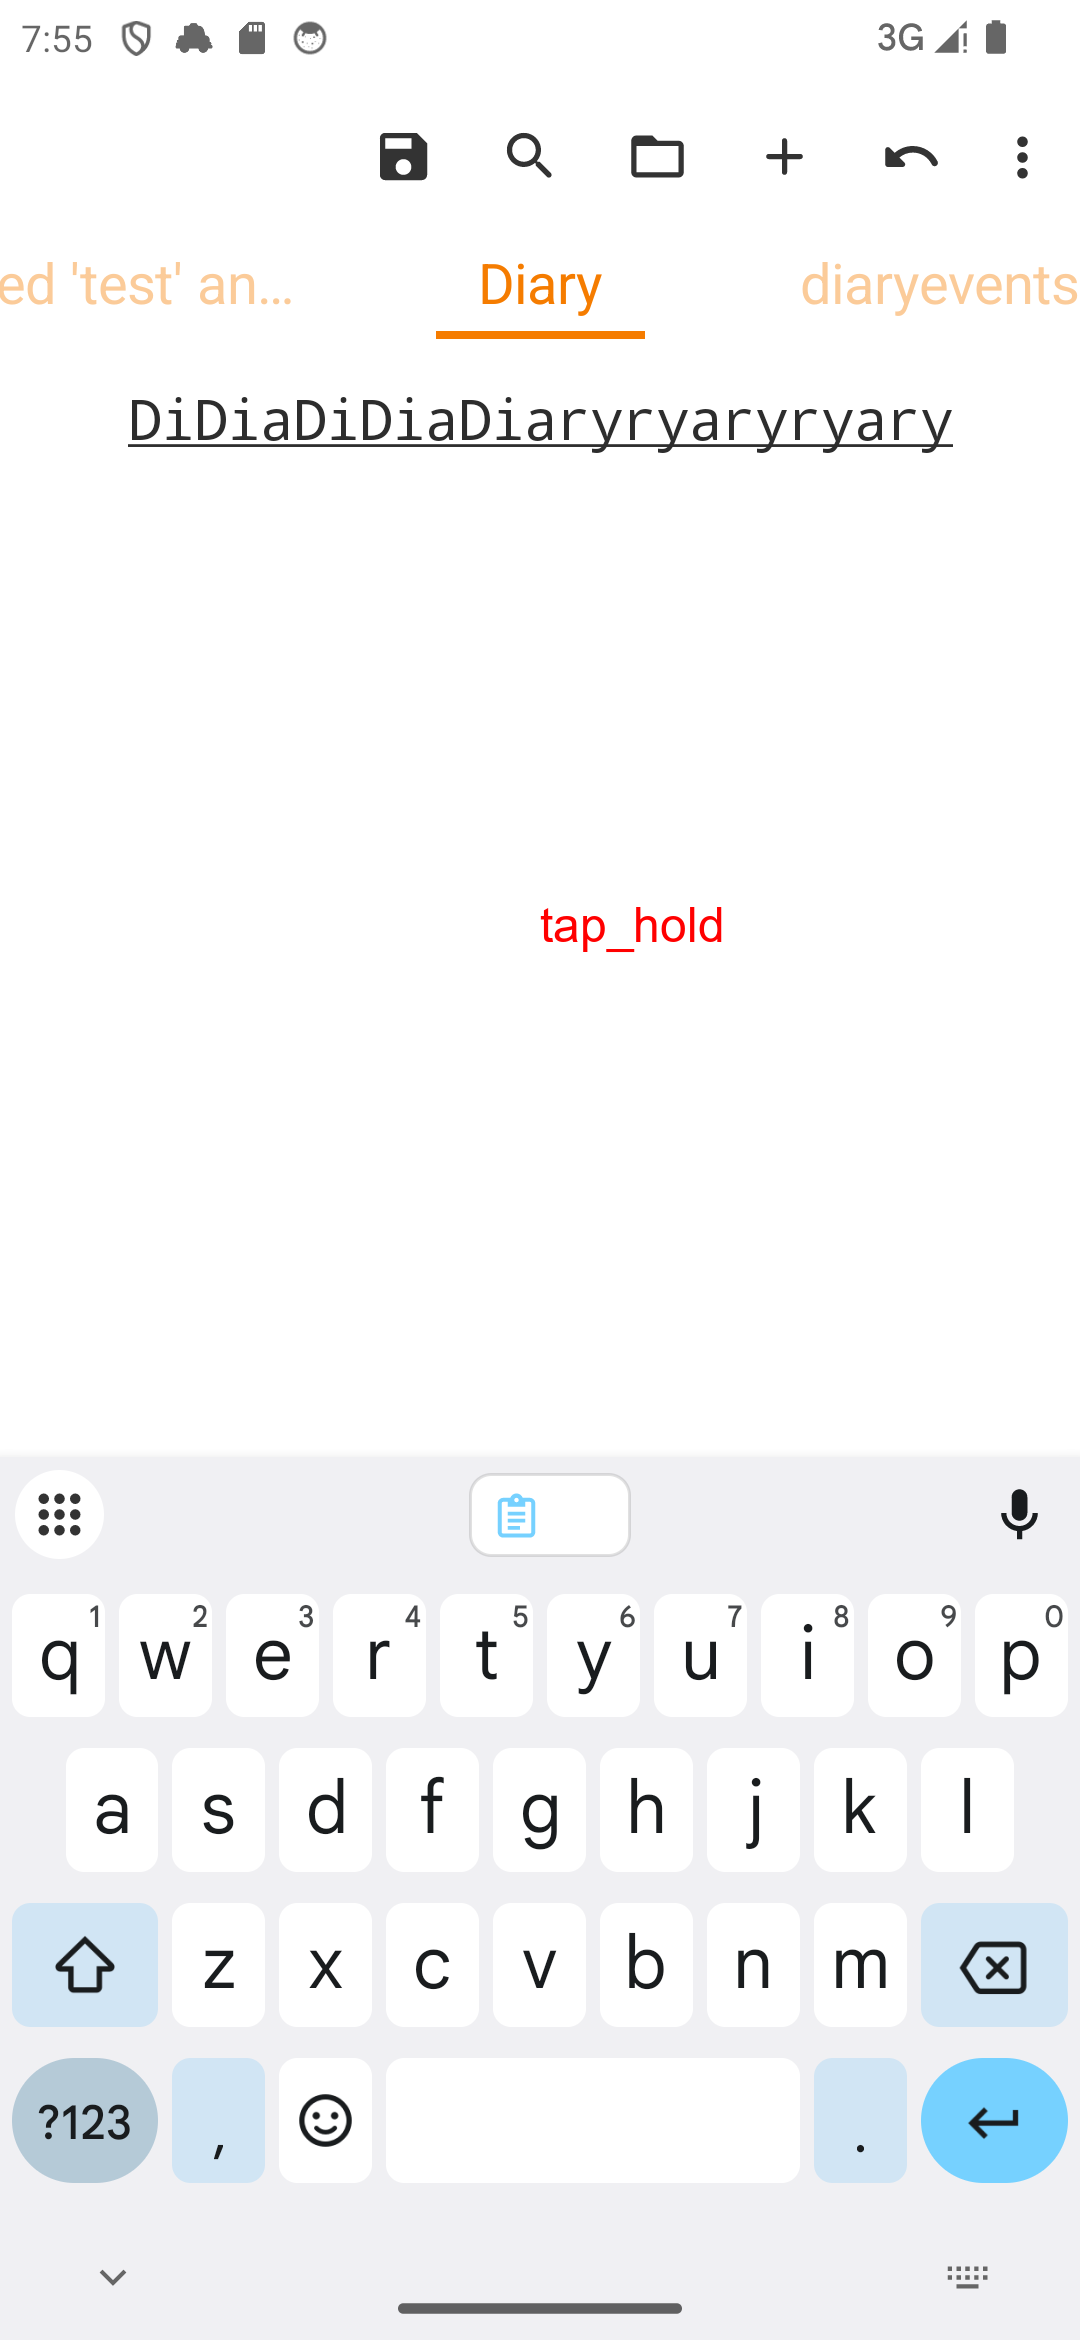 7:55
3G
ed 'test' an...
Diary
diaryevents
DiDiaDiDiaDiaryryaryryary
tap_hold
q 1 w 2 e 3 r 4 t 5 y 6 u 7 i 8 o 9 p 0
a s d f g h j k l
z x c v b n m
?123 , .